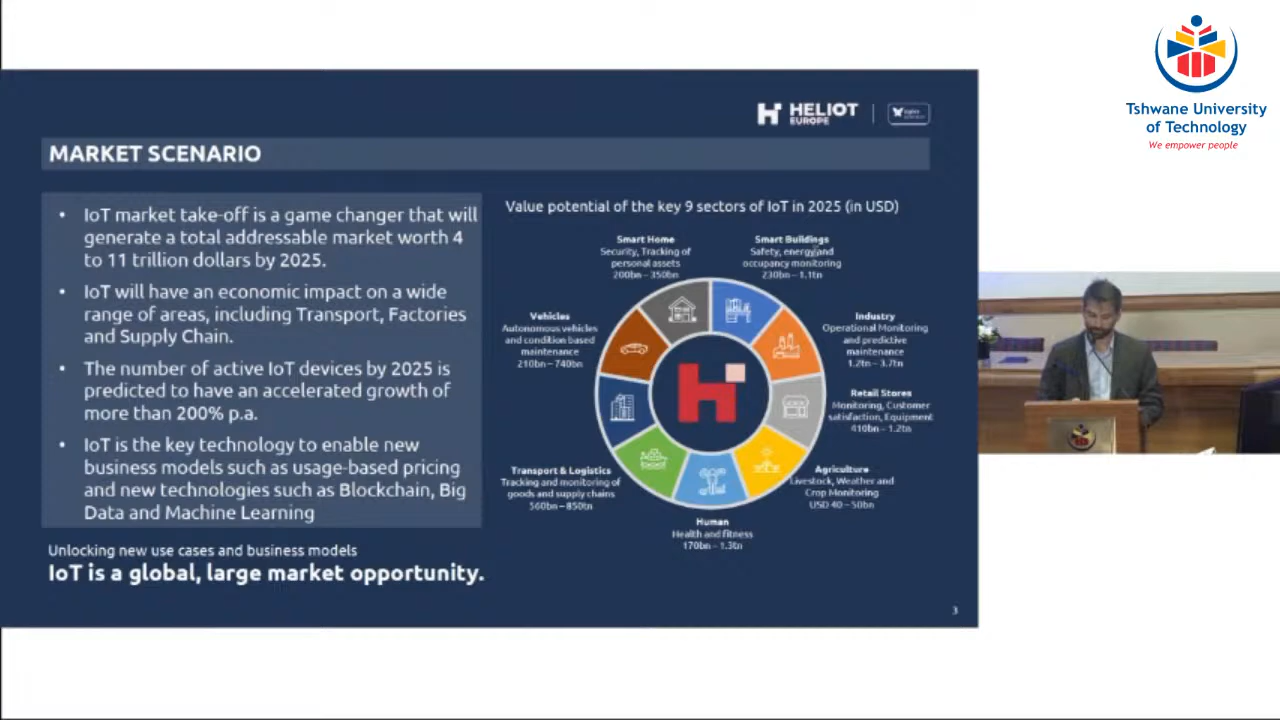 Tshwane University
of Technology
We empower people
HELIOT
EUROPE
MARKET SCENARIO
• IoT market take-off is a game changer that will
generate a total addressable market worth 4
to 11 trillion dollars by 2025.
• IoT will have an economic impact on a wide
range of areas, including Transport, Factories
and Supply Chain.
• The number of active IoT devices by 2025 is
predicted to have an accelerated growth of
more than 200% p.a.
• IoT is the key technology to enable new
business models such as usage-based pricing
and new technologies such as Blockchain, Big
Data and Machine Learning
Unlocking new use cases and business models
IoT is a global, large market opportunity.
Value potential of the key 9 sectors of IoT in 2025 (in USD)
Smart Home
Security, Tracking of
personal assets
200bn – 350bn
Smart Buildings
Safety, energy and
occupancy monitoring
230bn – 1.1tn
Vehicles
Autonomous vehicles
and condition based
maintenance
210bn – 740bn
Industry
Operational Monitoring
and predictive
maintenance
1.2tn – 3.7tn
Retail Stores
Monitoring, Customer
satisfaction, Equipment
410bn – 1.2tn
Transport & Logistics
Tracking and monitoring of
goods and supply chains
560bn – 850tn
Agriculture
Livestock, Weather and
Crop Monitoring
USD 40 – 50bn
Human
Health and fitness
170bn – 1.3tn
3